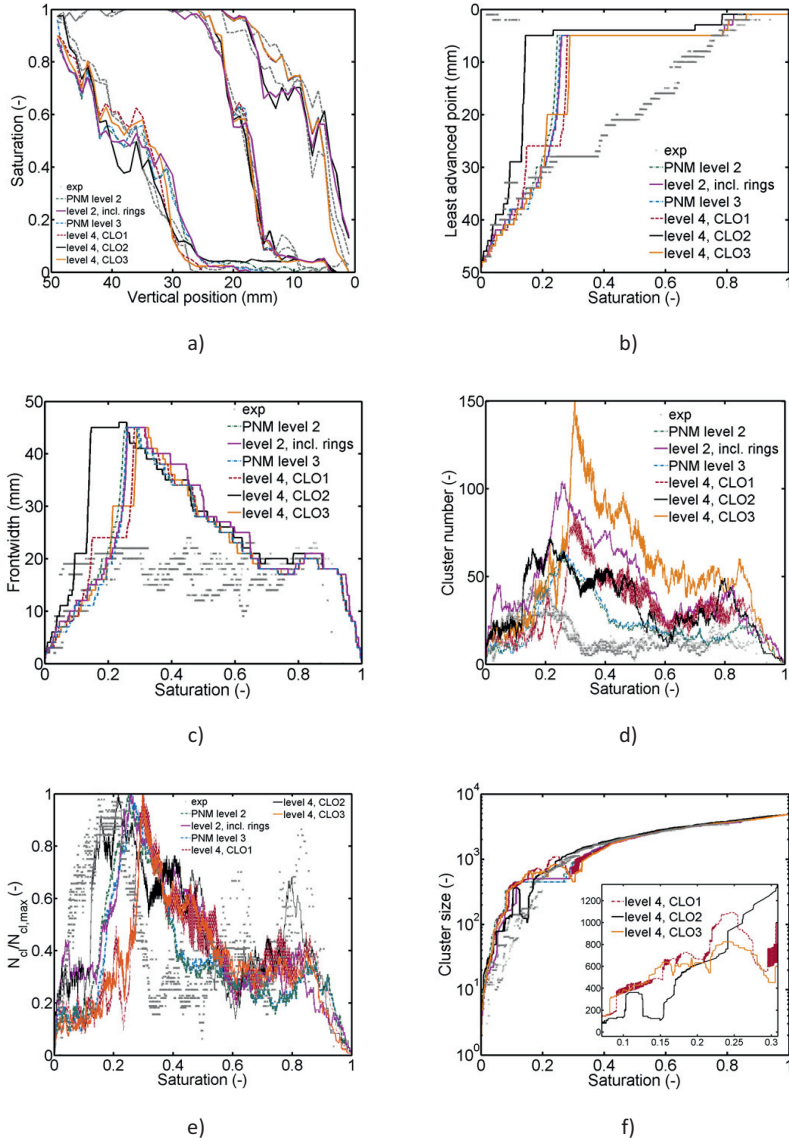 1
0.8
0.6
0.4
0.2
0
50 40 30 20 10 0
Saturation (-)
Vertical position (mm)
exp
PNM level 2
level 2, incl. rings
PNM level 3
level 4, CLO1
level 4, CLO2
level 4, CLO3
a)
0
10
20
30
40
50
0 0.2 0.4 0.6 0.8 1
Least advanced point (mm)
Saturation (-)
exp
PNM level 2
level 2, incl. rings
PNM level 3
level 4, CLO1
level 4, CLO2
level 4, CLO3
b)
50
40
30
20
10
0
0 0.2 0.4 0.6 0.8 1
Frontwidth (mm)
Saturation (-)
exp
PNM level 2
level 2, incl. rings
PNM level 3
level 4, CLO1
level 4, CLO2
level 4, CLO3
c)
150
100
50
0
0 0.2 0.4 0.6 0.8 1
Cluster number (-)
Saturation (-)
exp
PNM level 2
level 2, incl. rings
PNM level 3
level 4, CLO1
level 4, CLO2
level 4, CLO3
d)
1
0.8
0.6
0.4
0.2
0
0 0.2 0.4 0.6 0.8 1
Ncl/Ncl,max (-)
Saturation (-)
exp
PNM level 2
level 2, incl. rings
PNM level 3
level 4, CLO1
level 4, CLO2
level 4, CLO3
e)
10^4
10^3
10^2
10^1
10^0
0 0.2 0.4 0.6 0.8 1
Cluster size (-)
Saturation (-)
level 4, CLO1
level 4, CLO2
level 4, CLO3
1200
1000
800
600
400
200
0
0.1 0.15 0.2 0.25 0.3
f)